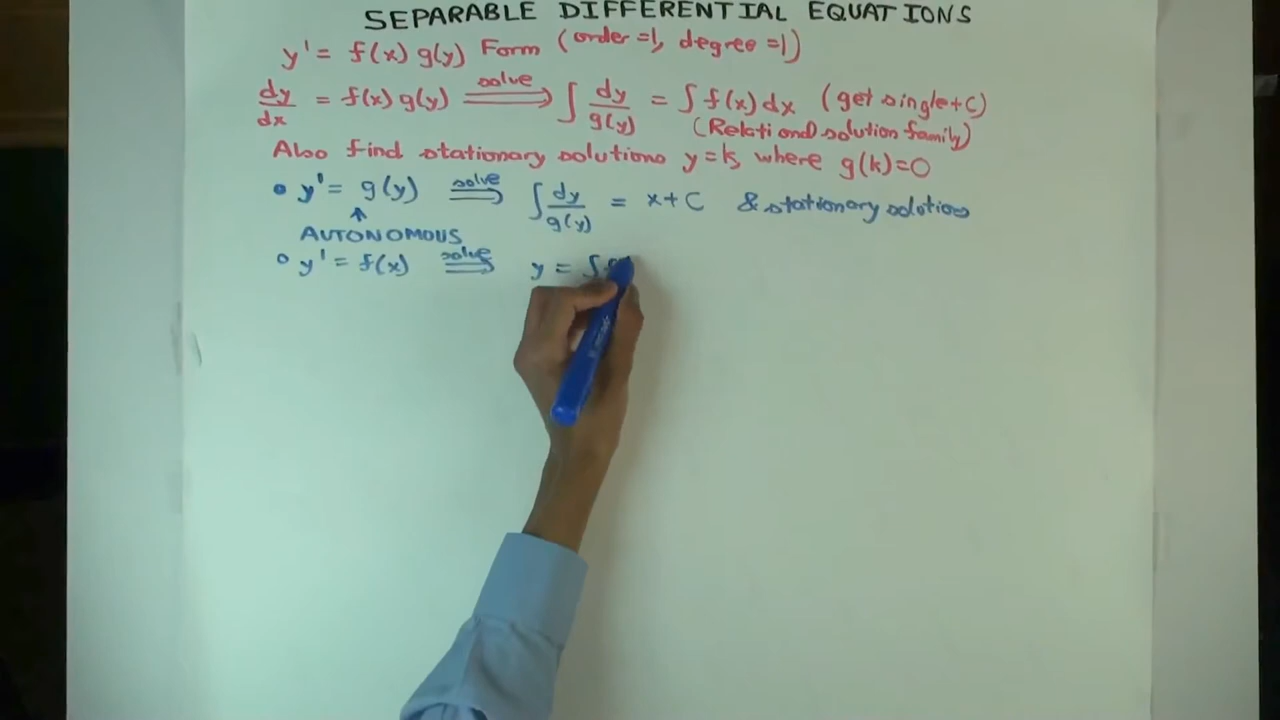 SEPARABLE DIFFERENTIAL EQUATIONS
y' = f(x) g(y) Form (order=1, degree=1)
dy/dx = f(x) g(y) solve ⟹ ∫ dy/g(y) = ∫ f(x) dx (get single +C)
(Relational solution family)
Also find stationary solutions y=k, where g(k)=0
• y' = g(y) solve ⟹ ∫ dy/g(y) = x + C & stationary solutions
↑
AUTONOMOUS
• y' = f(x) solve ⟹ y = ∫ f